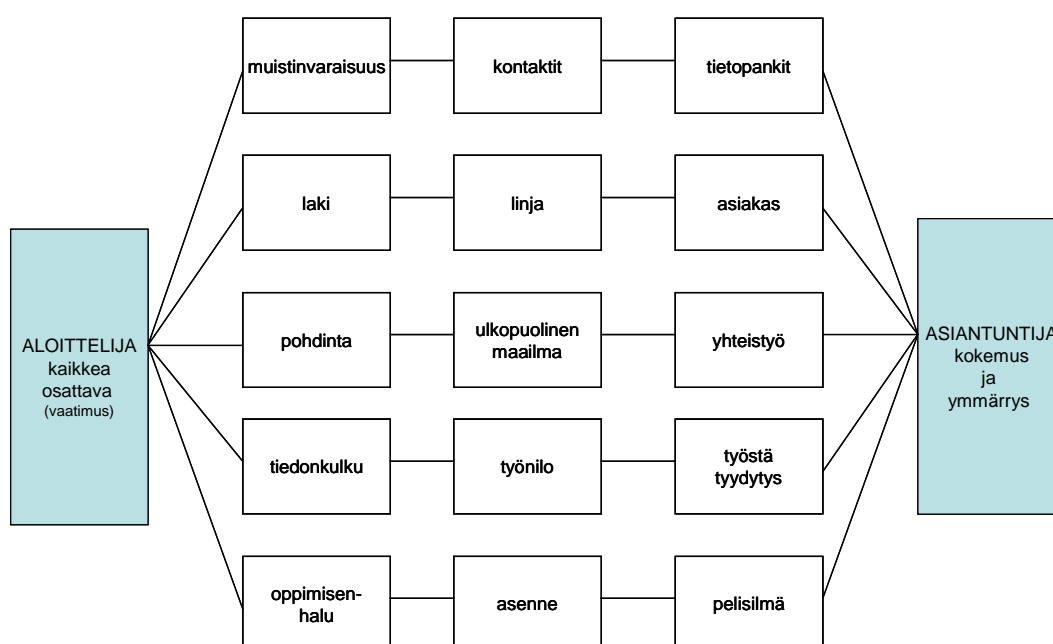 muistinvaraisuus
kontaktit
tietopankit
laki
linja
asiakas
ALOITTELIJA
kaikkea
osattava
(vaatimus)
pohdinta
ulkopuolinen
maailma
yhteistyö
ASIANTUNTIJA
kokemus
ja
ymmärrys
tiedonkulku
työnilo
työstä
tyydytys
oppimisen-
halu
asenne
pelisilmä